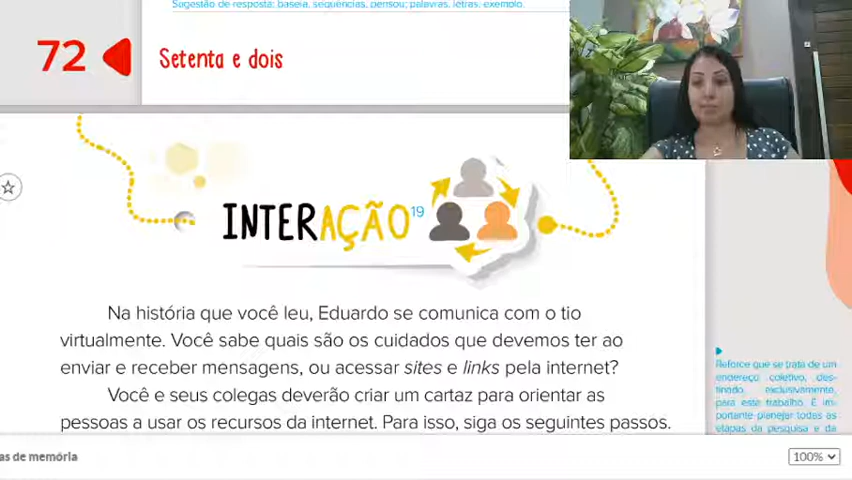 Sugestão de resposta: baseia, sequências, pensou; palavras, letras, exemplo.
72
Setenta e dois
INTERAÇÃO19
Na história que você leu, Eduardo se comunica com o tio
virtualmente. Você sabe quais são os cuidados que devemos ter ao
enviar e receber mensagens, ou acessar sites e links pela internet?
Você e seus colegas deverão criar um cartaz para orientar as
pessoas a usar os recursos da internet. Para isso, siga os seguintes passos.
Reforce que se trata de um
endereço coletivo, des-
tinado, exclusivamente,
para esse trabalho. É im-
portante planejar todas as
etapas da pesquisa e da
as de memória
100%